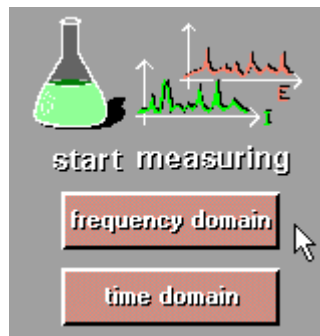 E
I
start measuring
frequency domain
time domain